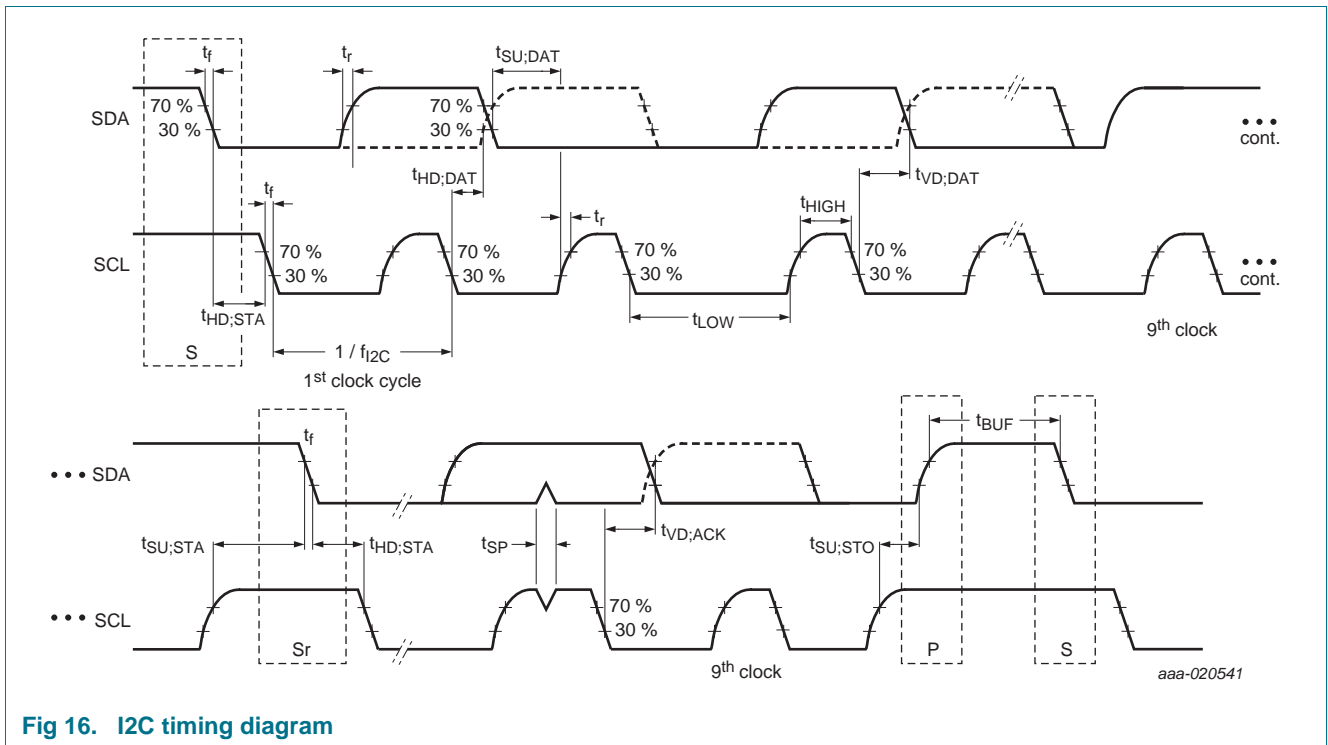 tf
tr
tSU;DAT
70 %
30 %
70 %
30 %
SDA
••• cont.
tHD;DAT
tVD;DAT
tf
tr
tHIGH
70 %
30 %
70 %
30 %
70 %
30 %
70 %
30 %
SCL
••• cont.
tHD;STA
tLOW
S
1 / fI2C
1st clock cycle
9th clock
tf
tBUF
••• SDA
tSU;STA
tHD;STA
tSP
tVD;ACK
tSU;STO
70 %
30 %
••• SCL
Sr
9th clock
P
S
aaa-020541
Fig 16. I2C timing diagram